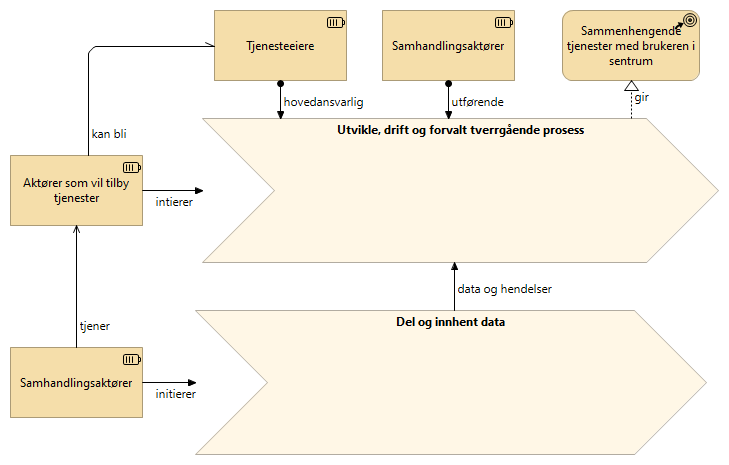 Tjenesteeiere
Samhandlingsaktører
Sammenhengende
tjenester med brukeren i
sentrum
hovedansvarlig
utførende
gir
kan bli
Utvikle, drift og forvalt tverrgående prosess
Aktører som vil tilby
tjenester
intierer
data og hendelser
Del og innhent data
tjener
Samhandlingsaktører
initierer